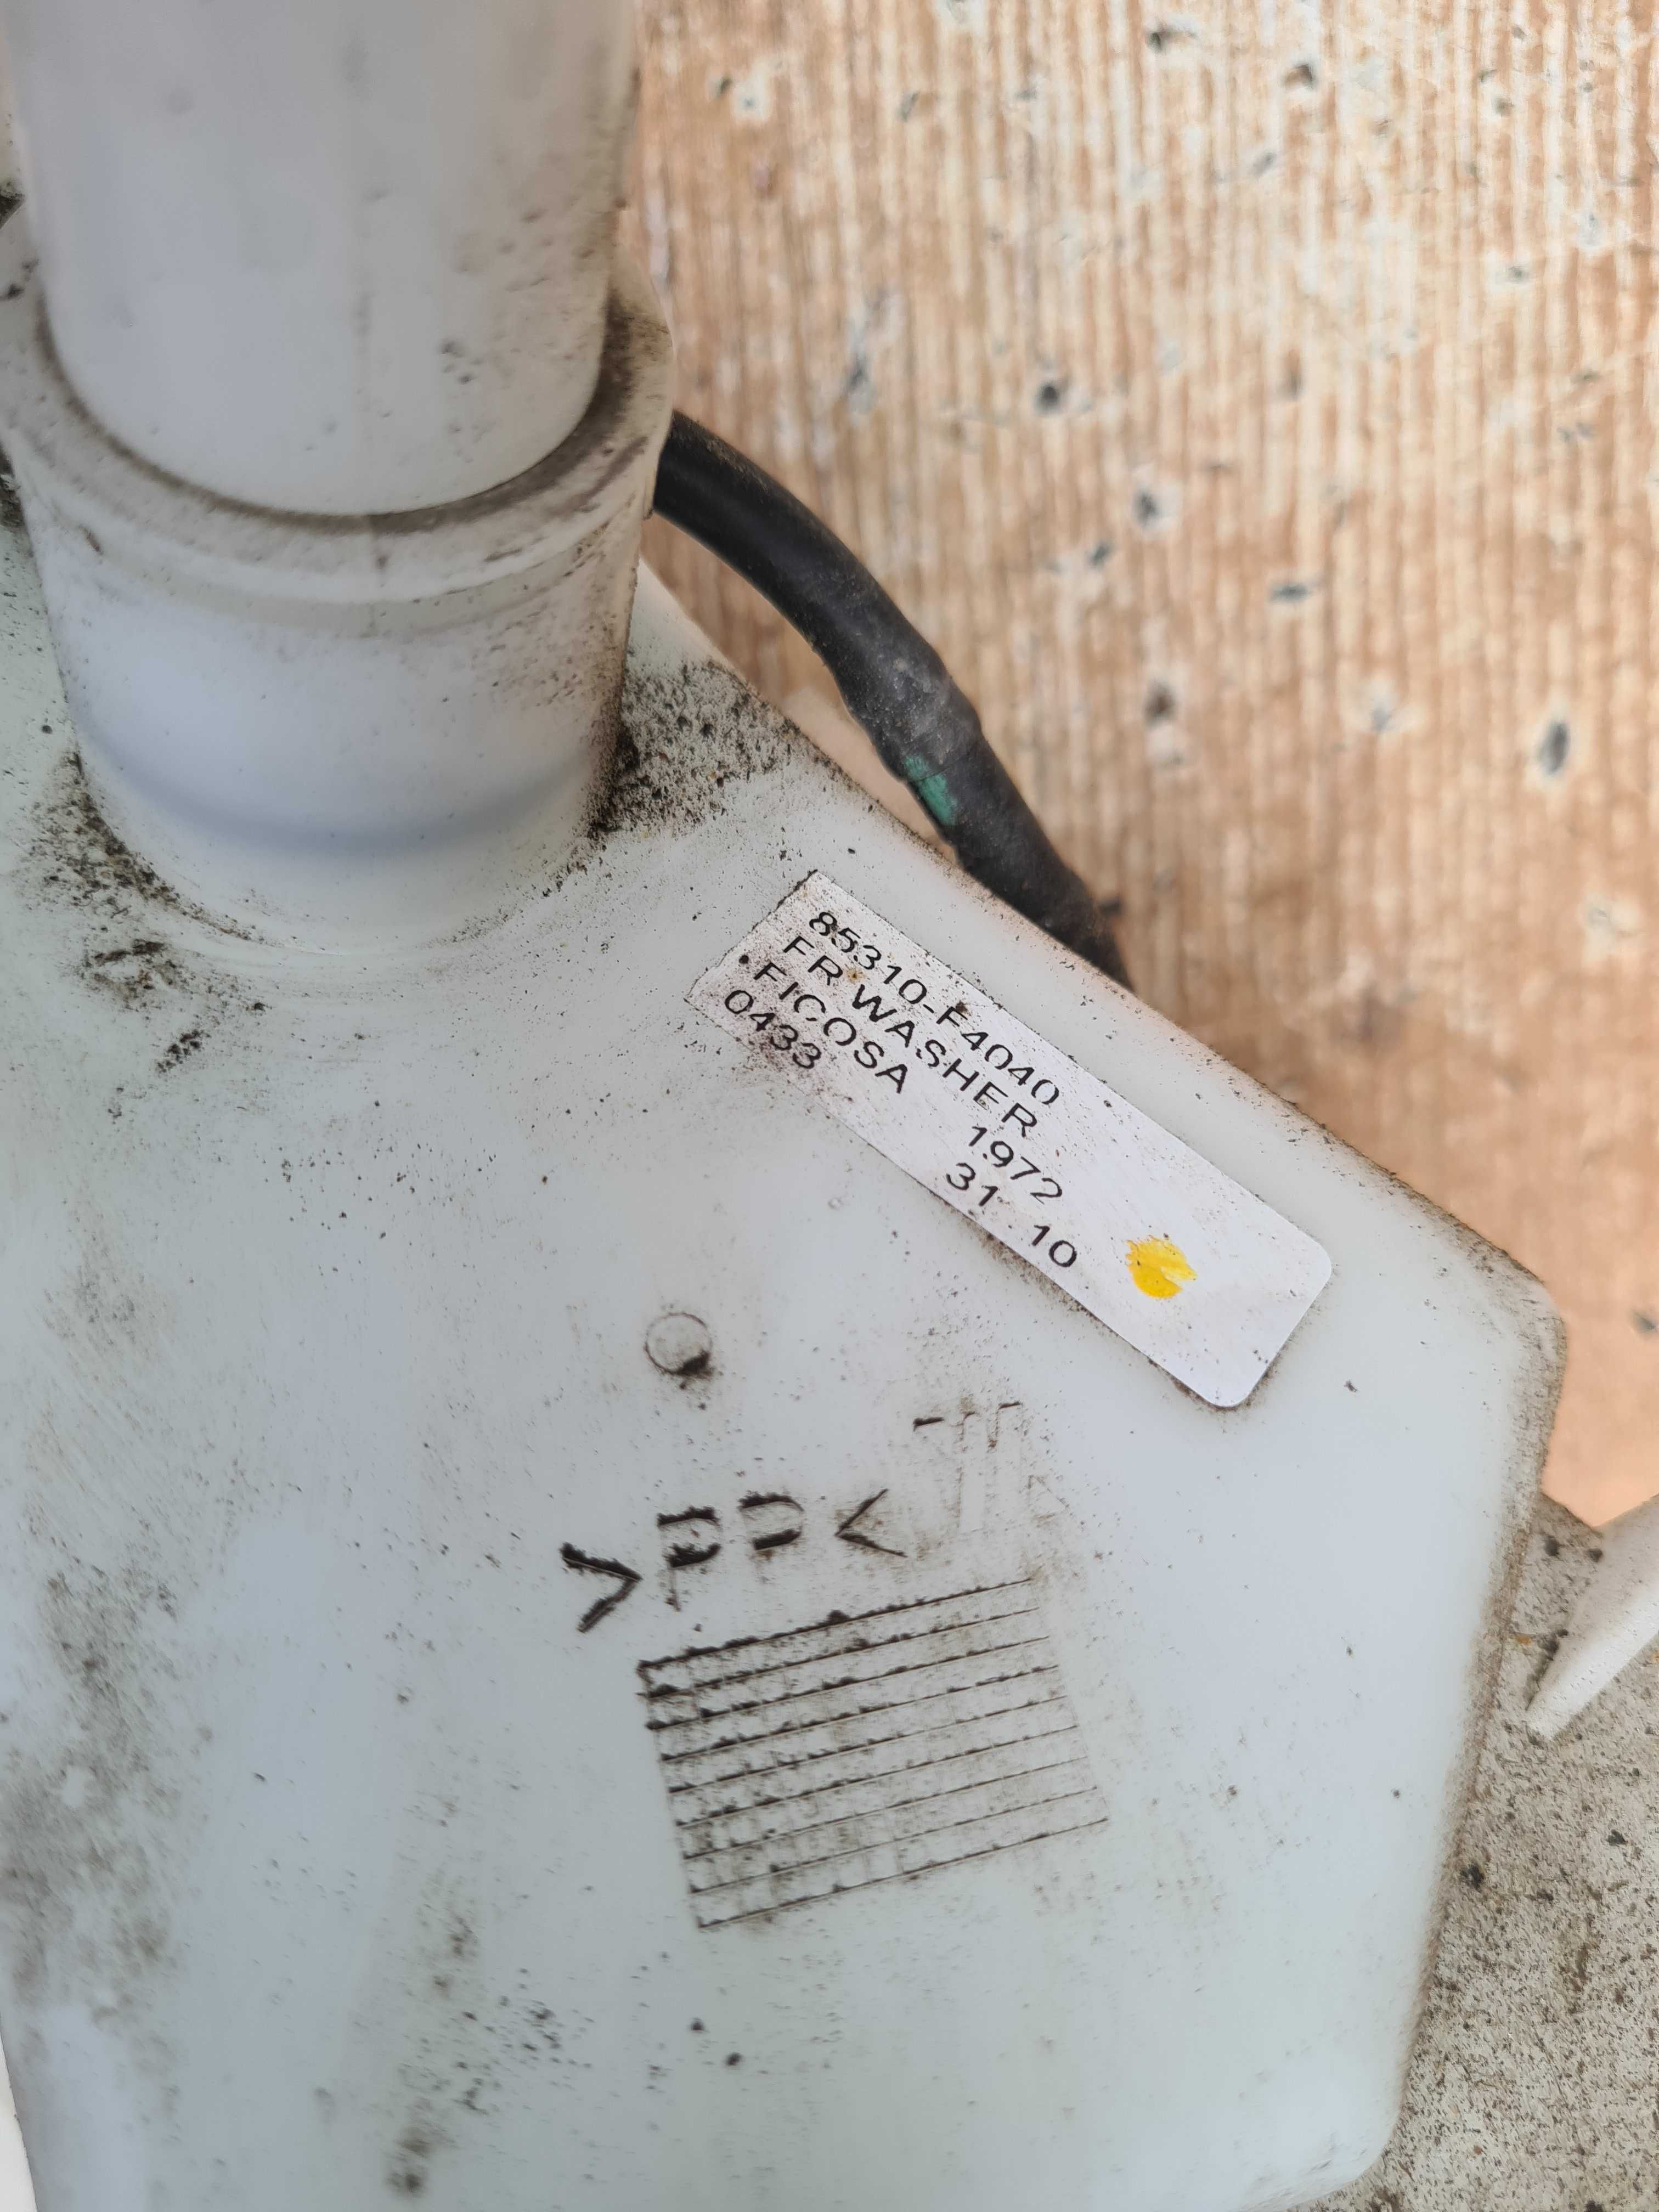 85310-F4040
FR WASHER
FICOSA 1972
0433 31 10
>PP<